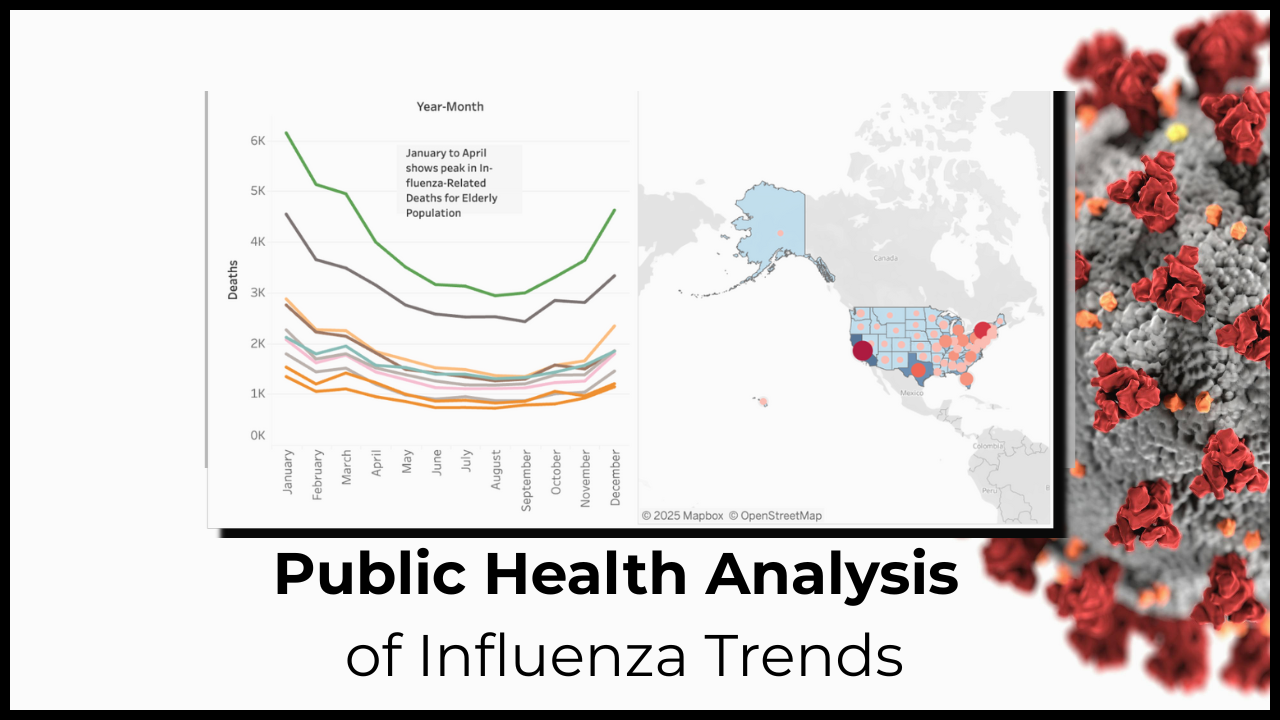 Year-Month
6K
January to April
shows peak in In-
fluenza-Related
Deaths for Elderly
Population
5K
4K
3K
2K
1K
0K
Deaths
January
February
March
April
May
June
July
August
September
October
November
December
Canada
Mexico
Colombia
Peru
© 2025 Mapbox © OpenStreetMap
Public Health Analysis
of Influenza Trends